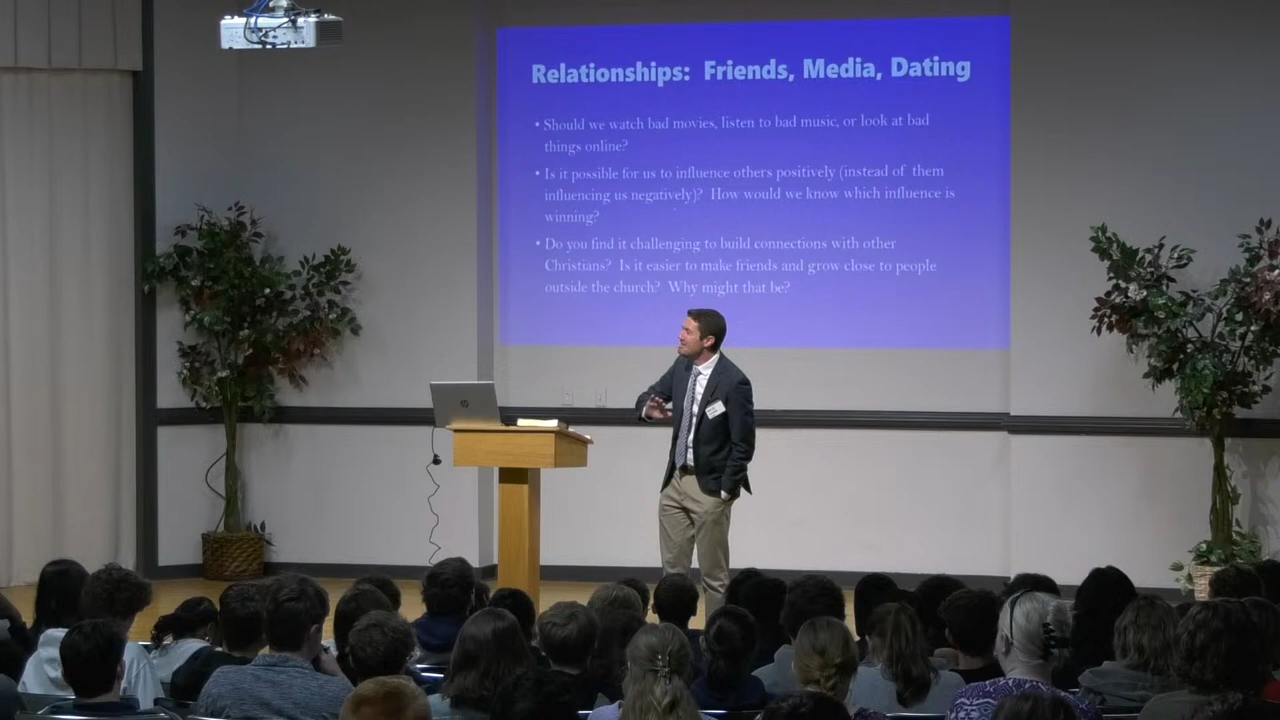 Relationships: Friends, Media, Dating
• Should we watch bad movies, listen to bad music, or look at bad
things online?
• Is it possible for us to influence others positively (instead of them
influencing us negatively)? How would we know which influence is
winning?
• Do you find it challenging to build connections with other
Christians? Is it easier to make friends and grow close to people
outside the church? Why might that be?
hp